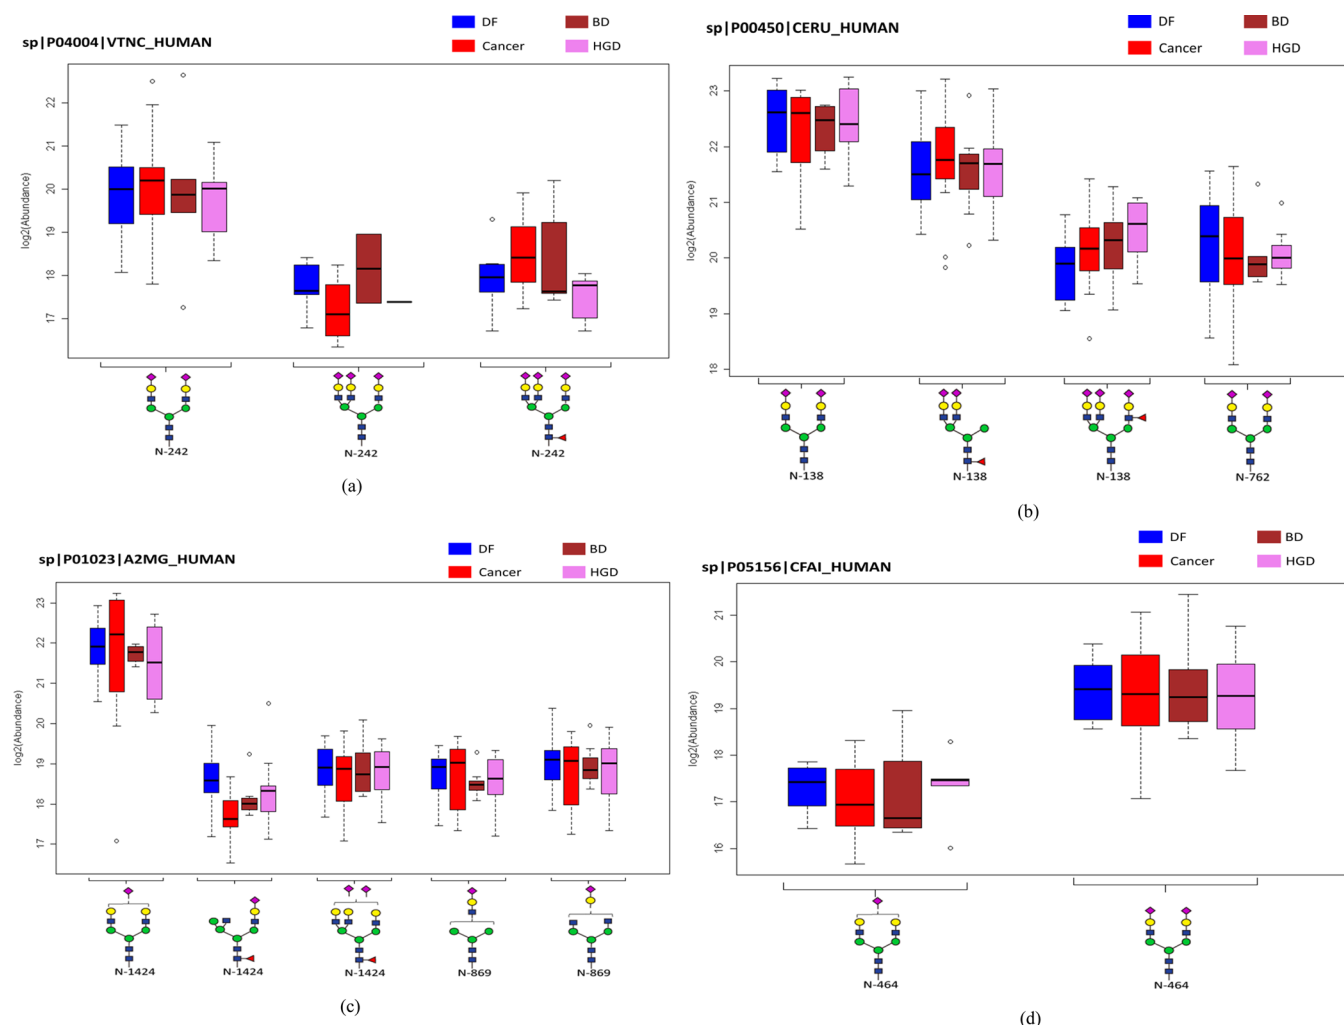 sp|P04004|VTNC_HUMAN
DF
BD
Cancer
HGD
log2(Abundance)
22
21
20
19
18
17
N-242
N-242
N-242
(a)
sp|P00450|CERU_HUMAN
DF
BD
Cancer
HGD
log2(Abundance)
23
22
21
20
19
18
N-138
N-138
N-138
N-762
(b)
sp|P01023|A2MG_HUMAN
DF
BD
Cancer
HGD
log2(Abundance)
23
22
21
20
19
18
17
N-1424
N-1424
N-1424
N-869
N-869
(c)
sp|P05156|CFAI_HUMAN
DF
BD
Cancer
HGD
log2(Abundance)
21
20
19
18
17
16
N-464
N-464
(d)